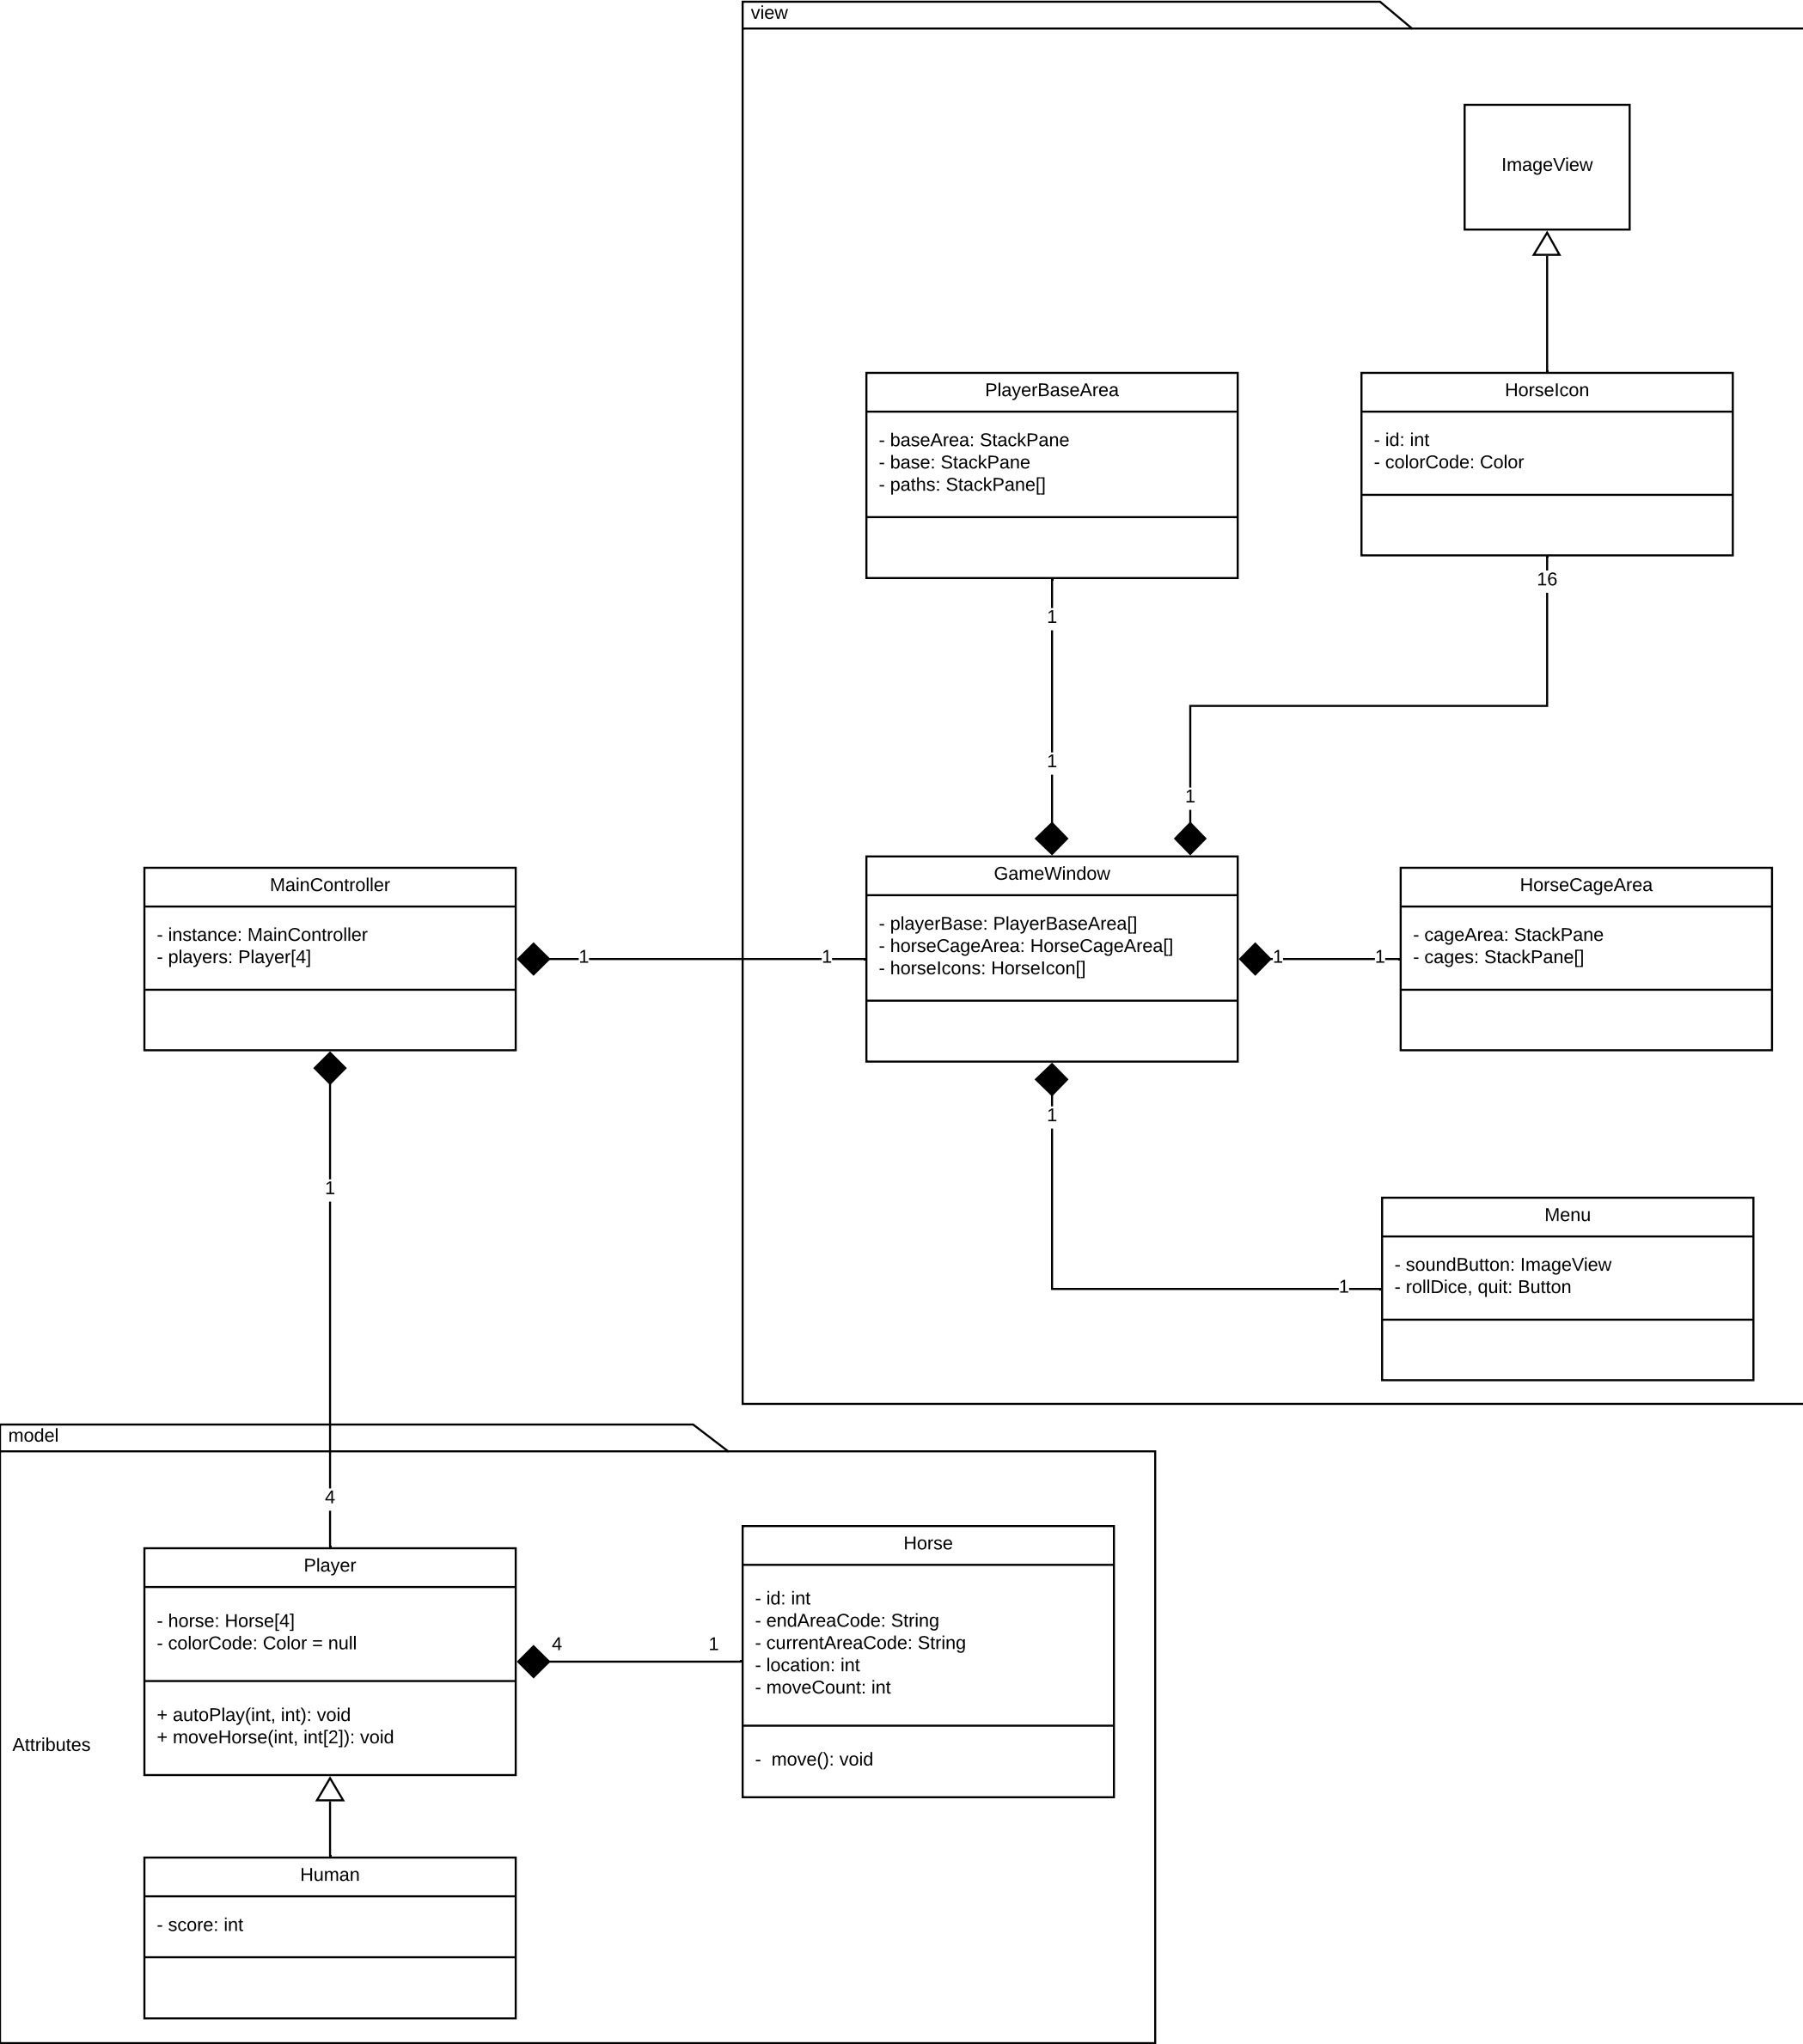 view
ImageView
PlayerBaseArea
- baseArea: StackPane
- base: StackPane
- paths: StackPane[]
HorseIcon
- id: int
- colorCode: Color
16
1
1
1
MainController
- instance: MainController
- players: Player[4]
1
1
GameWindow
- playerBase: PlayerBaseArea[]
- horseCageArea: HorseCageArea[]
- horseIcons: HorseIcon[]
1
1
HorseCageArea
- cageArea: StackPane
- cages: StackPane[]
1
1
Menu
- soundButton: ImageView
- rollDice, quit: Button
1
model
4
Player
- horse: Horse[4]
- colorCode: Color = null
+ autoPlay(int, int): void
+ moveHorse(int, int[2]): void
4
1
Horse
- id: int
- endAreaCode: String
- currentAreaCode: String
- location: int
- moveCount: int
-  move(): void
Attributes
Human
- score: int